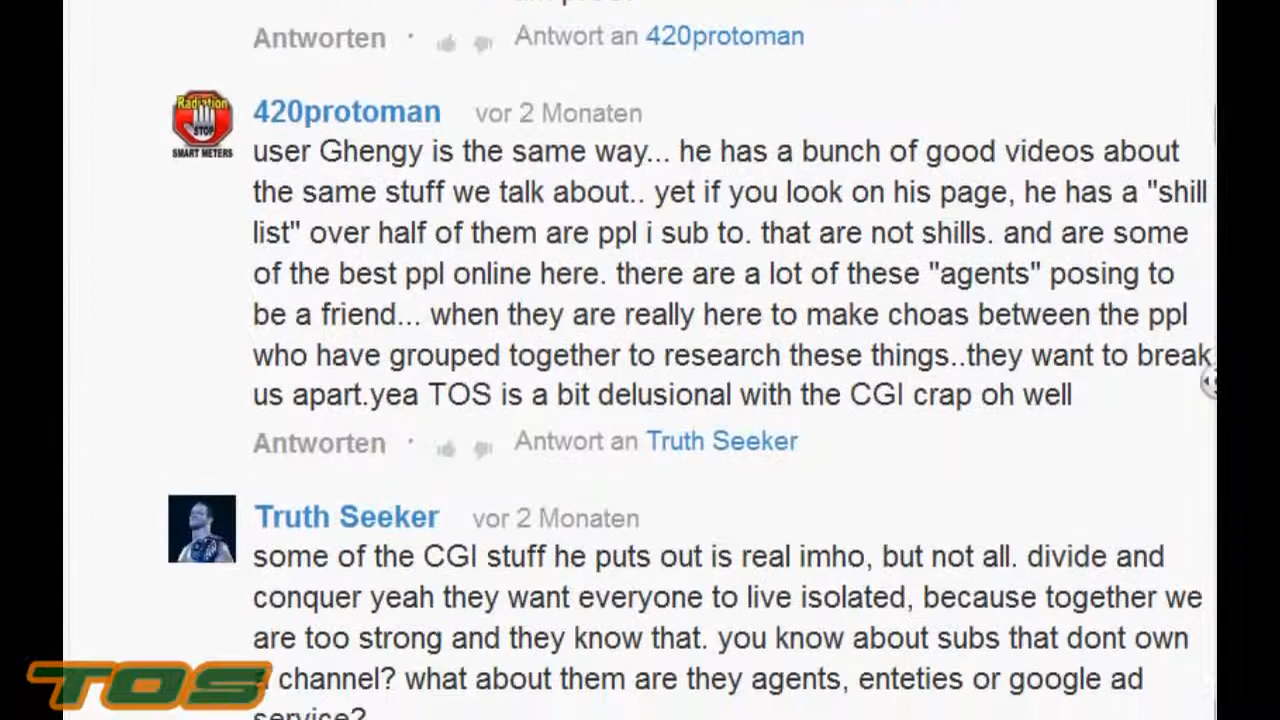 Antworten · Antwort an 420protoman
Radiation
STOP
SMART METERS
420protoman vor 2 Monaten
user Ghengy is the same way... he has a bunch of good videos about
the same stuff we talk about.. yet if you look on his page, he has a "shill
list" over half of them are ppl i sub to. that are not shills. and are some
of the best ppl online here. there are a lot of these "agents" posing to
be a friend... when they are really here to make choas between the ppl
who have grouped together to research these things..they want to break
us apart.yea TOS is a bit delusional with the CGI crap oh well
Antworten · Antwort an Truth Seeker
Truth Seeker vor 2 Monaten
some of the CGI stuff he puts out is real imho, but not all. divide and
conquer yeah they want everyone to live isolated, because together we
are too strong and they know that. you know about subs that dont own
channel? what about them are they agents, enteties or google ad
service?
TOS